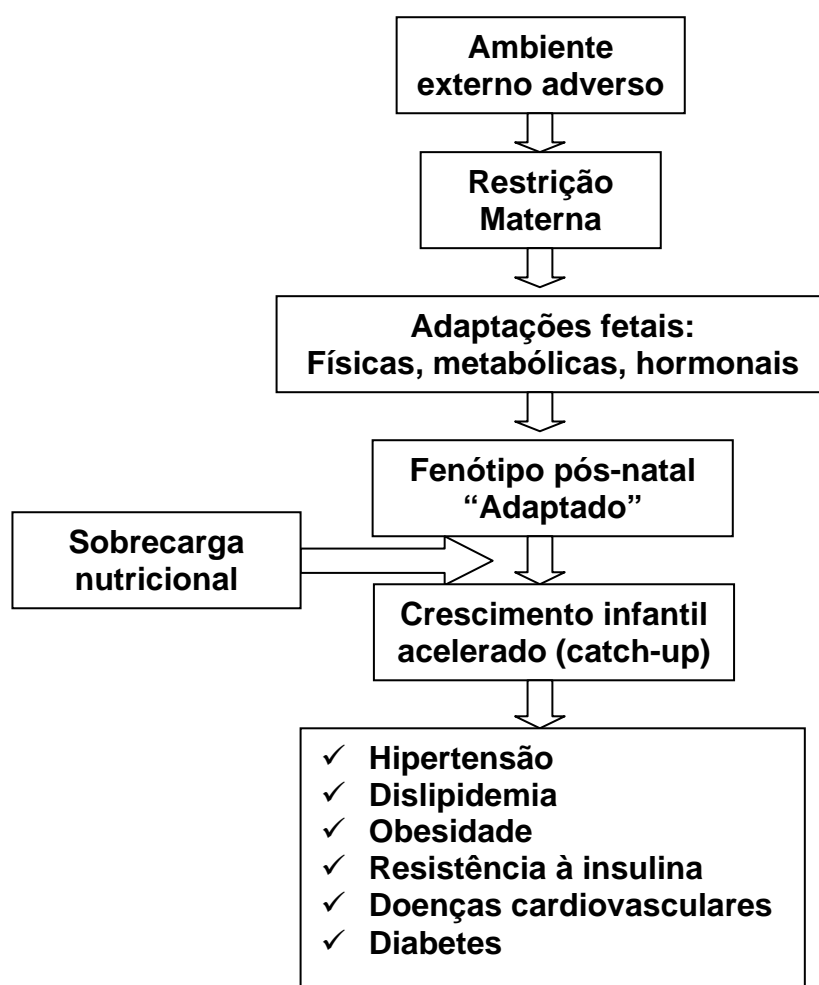 Ambiente
externo adverso
Restrição
Materna
Adaptações fetais:
Físicas, metabólicas, hormonais
Fenótipo pós-natal
“Adaptado”
Sobrecarga
nutricional
Crescimento infantil
acelerado (catch-up)
✓ Hipertensão
✓ Dislipidemia
✓ Obesidade
✓ Resistência à insulina
✓ Doenças cardiovasculares
✓ Diabetes